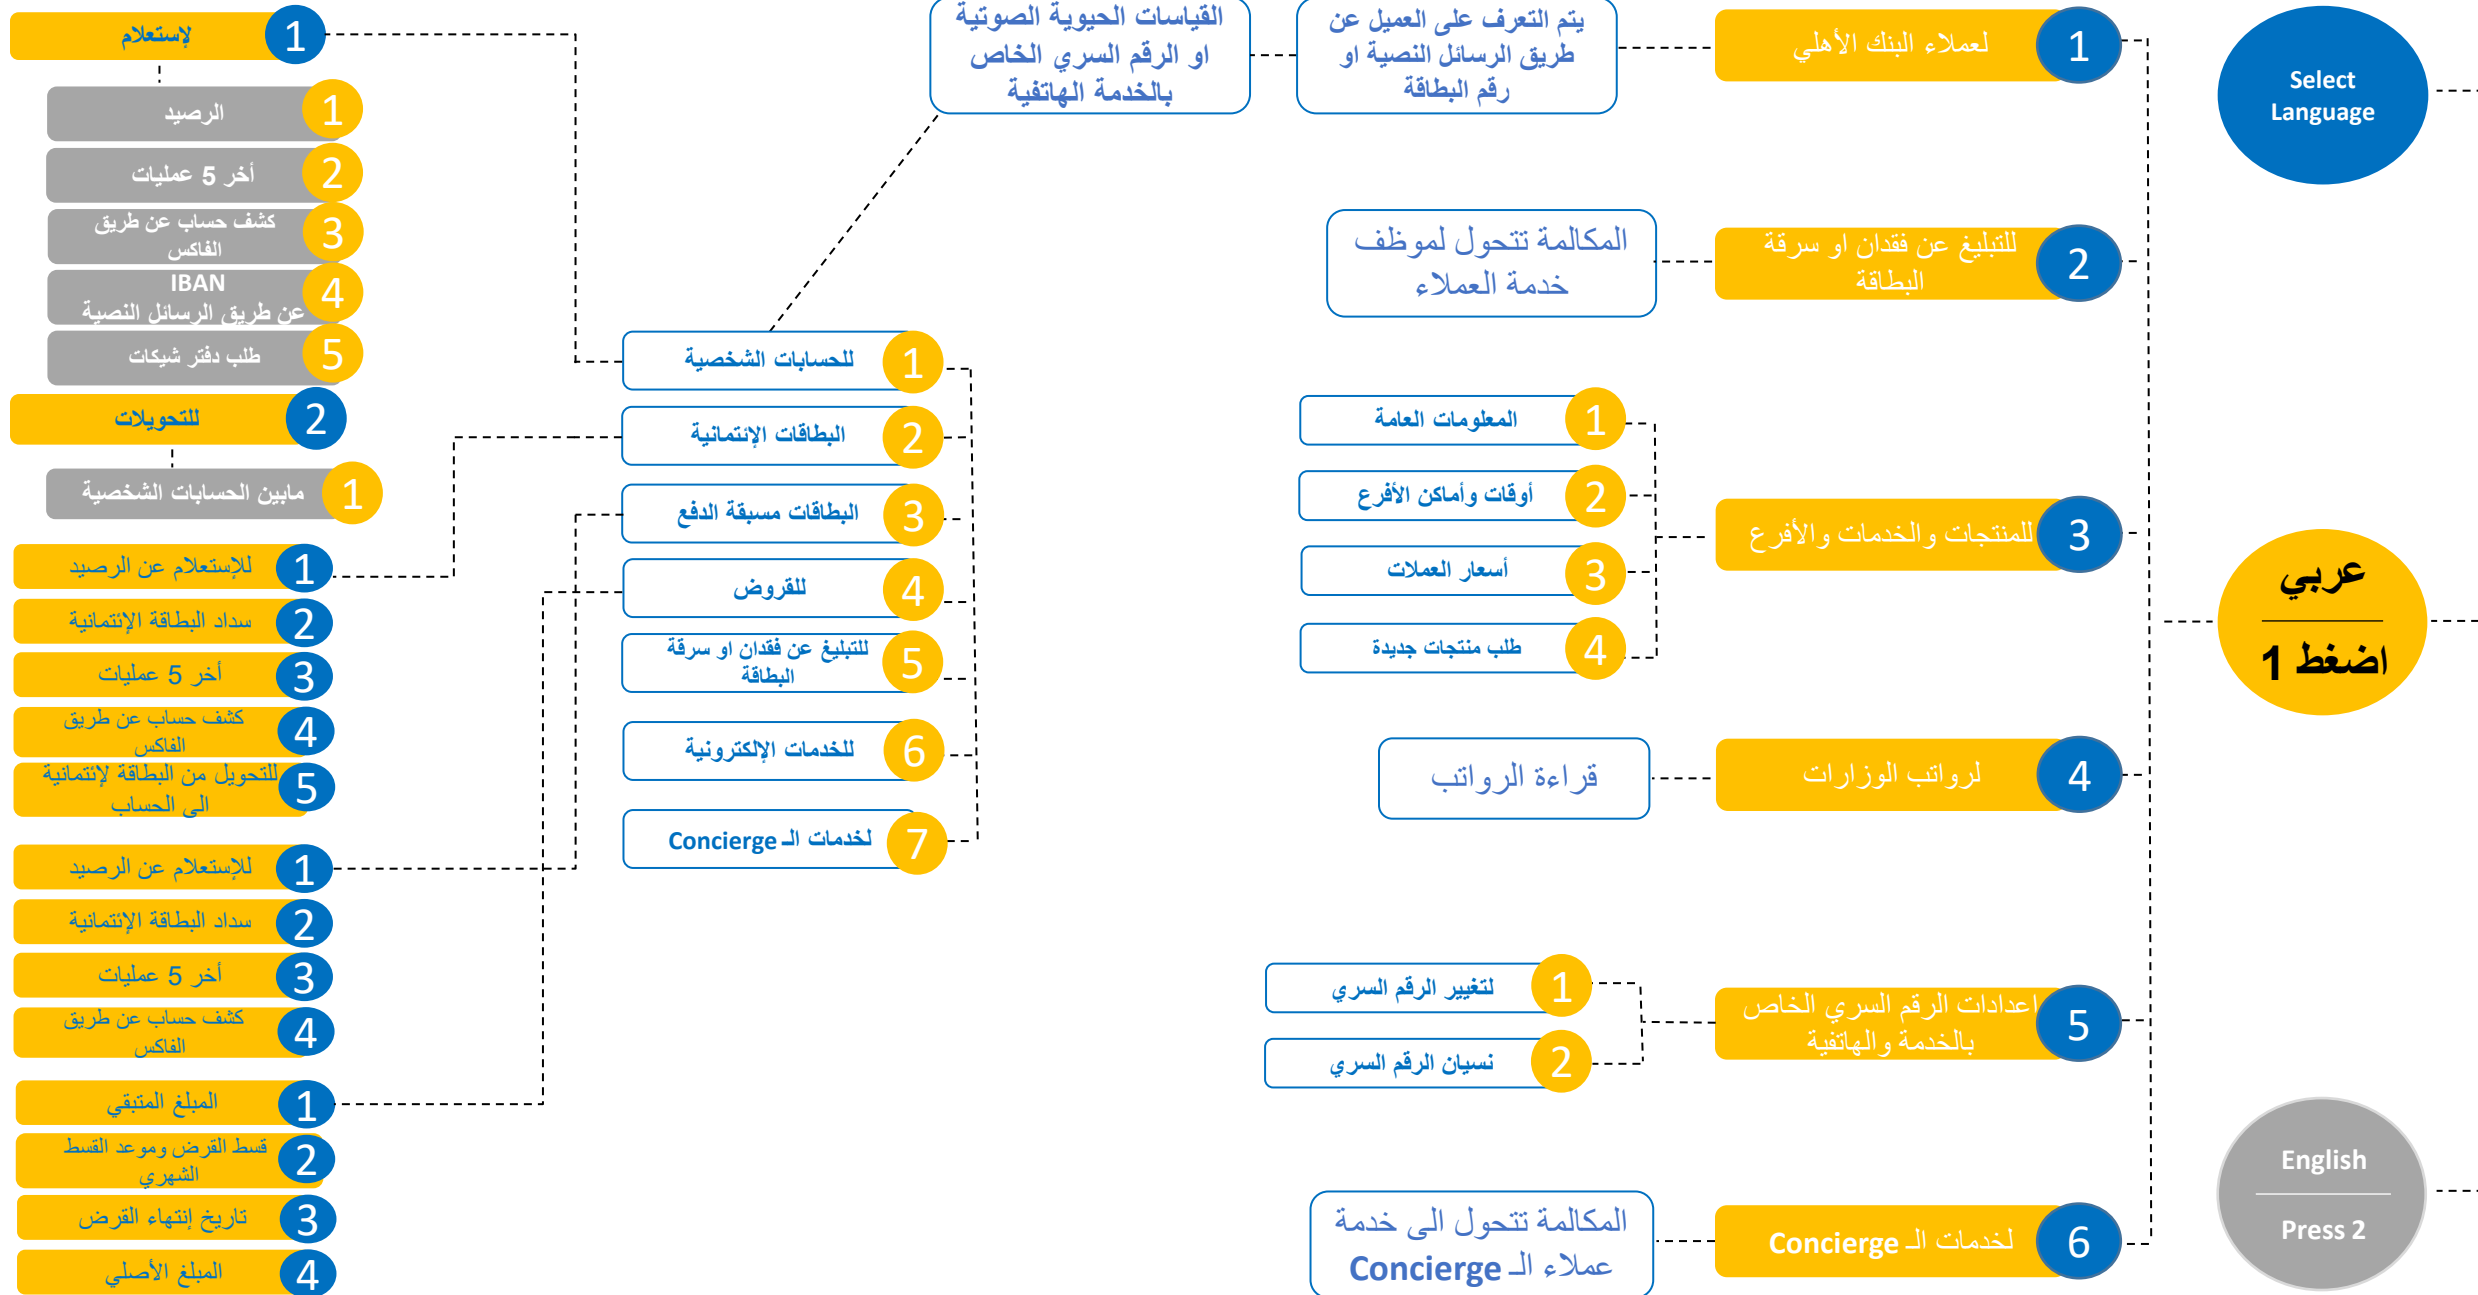 Select
Language
عربي
اضغط 1
English
Press 2
1
لعملاء البنك الأهلي
يتم التعرف على العميل عن
طريق الرسائل النصية او
رقم البطاقة
القياسات الحيوية الصوتية
او الرقم السري الخاص
بالخدمة الهاتفية
2
للتبليغ عن فقدان او سرقة
البطاقة
المكالمة تتحول لموظف
خدمة العملاء
3
للمنتجات والخدمات والأفرع
1
المعلومات العامة
2
أوقات وأماكن الأفرع
3
أسعار العملات
4
طلب منتجات جديدة
4
لرواتب الوزارات
قراءة الرواتب
5
اعدادات الرقم السري الخاص
بالخدمة والهاتفية
1
لتغيير الرقم السري
2
نسيان الرقم السري
6
لخدمات الـ Concierge
المكالمة تتحول الى خدمة
عملاء الـ Concierge
1
للحسابات الشخصية
2
البطاقات الإئتمانية
3
البطاقات مسبقة الدفع
4
للقروض
5
للتبليغ عن فقدان او سرقة
البطاقة
6
للخدمات الإلكترونية
7
لخدمات الـ Concierge
1
لإستعلام
1
الرصيد
2
أخر 5 عمليات
3
كشف حساب عن طريق
الفاكس
4
IBAN
عن طريق الرسائل النصية
5
طلب دفتر شيكات
2
للتحويلات
1
مابين الحسابات الشخصية
1
للإستعلام عن الرصيد
2
سداد البطاقة الإئتمانية
3
أخر 5 عمليات
4
كشف حساب عن طريق
الفاكس
5
للتحويل من البطاقة لإئتمانية
الى الحساب
1
للإستعلام عن الرصيد
2
سداد البطاقة الإئتمانية
3
أخر 5 عمليات
4
كشف حساب عن طريق
الفاكس
1
المبلغ المتبقي
2
قسط القرض وموعد القسط
الشهري
3
تاريخ إنتهاء القرض
4
المبلغ الأصلي